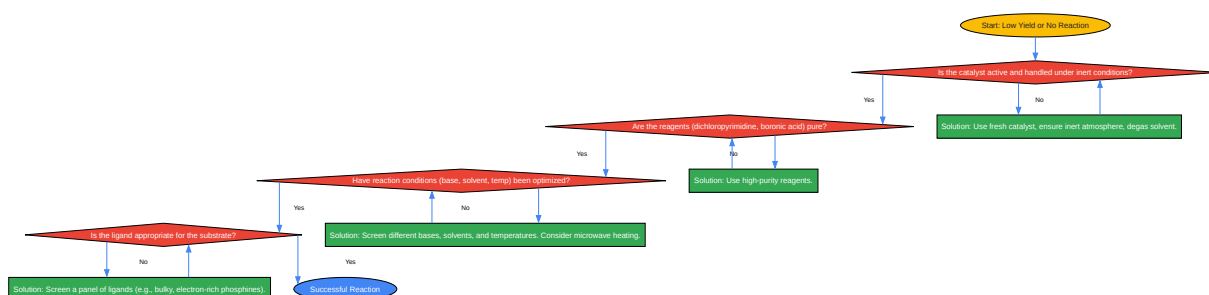 Start: Low Yield or No Reaction
Is the catalyst active and handled under inert conditions?
Yes
No
Are the reagents (dichloropyrimidine, boronic acid) pure?
Solution: Use fresh catalyst, ensure inert atmosphere, degas solvent.
Yes
No
Have reaction conditions (base, solvent, temp) been optimized?
Solution: Use high-purity reagents.
Yes
No
Is the ligand appropriate for the substrate?
Solution: Screen different bases, solvents, and temperatures. Consider microwave heating.
No
Yes
Solution: Screen a panel of ligands (e.g., bulky, electron-rich phosphines).
Successful Reaction